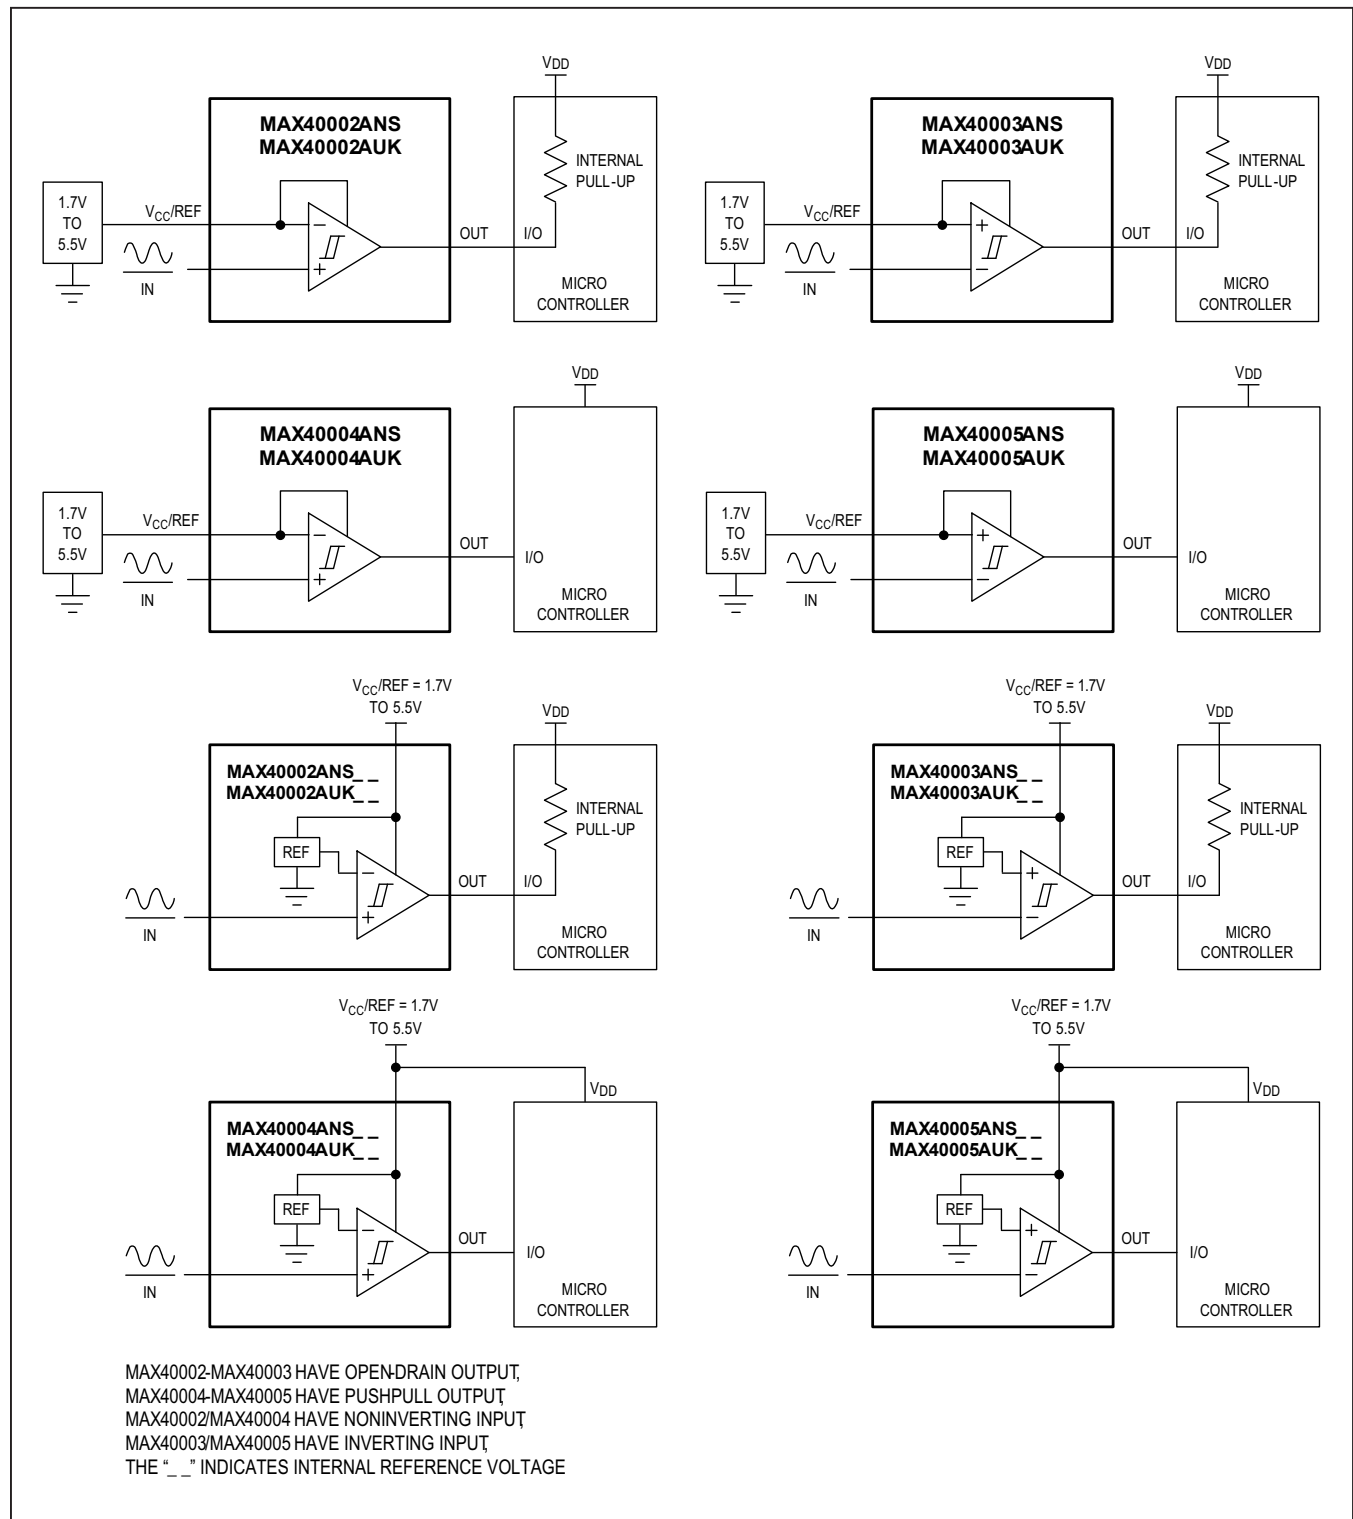 VDD
MAX40002ANS
MAX40002AUK
INTERNAL
PULL-UP
1.7V
TO
5.5V
VCC/REF
−
+
IN
OUT
I/O
MICRO
CONTROLLER
VDD
MAX40003ANS
MAX40003AUK
INTERNAL
PULL-UP
1.7V
TO
5.5V
VCC/REF
+
−
IN
OUT
I/O
MICRO
CONTROLLER
VDD
MAX40004ANS
MAX40004AUK
1.7V
TO
5.5V
VCC/REF
−
+
IN
OUT
I/O
MICRO
CONTROLLER
VDD
MAX40005ANS
MAX40005AUK
1.7V
TO
5.5V
VCC/REF
+
−
IN
OUT
I/O
MICRO
CONTROLLER
VCC/REF = 1.7V
TO 5.5V
VDD
MAX40002ANS_ _
MAX40002AUK_ _
INTERNAL
PULL-UP
REF
−
+
IN
OUT
I/O
MICRO
CONTROLLER
VCC/REF = 1.7V
TO 5.5V
VDD
MAX40003ANS_ _
MAX40003AUK_ _
INTERNAL
PULL-UP
REF
+
−
IN
OUT
I/O
MICRO
CONTROLLER
VCC/REF = 1.7V
TO 5.5V
VDD
MAX40004ANS_ _
MAX40004AUK_ _
REF
−
+
IN
OUT
I/O
MICRO
CONTROLLER
VCC/REF = 1.7V
TO 5.5V
VDD
MAX40005ANS_ _
MAX40005AUK_ _
REF
+
−
IN
OUT
I/O
MICRO
CONTROLLER
MAX40002-MAX40003 HAVE OPEN-DRAIN OUTPUT,
MAX40004-MAX40005 HAVE PUSHPULL OUTPUT,
MAX40002/MAX40004 HAVE NONINVERTING INPUT,
MAX40003/MAX40005 HAVE INVERTING INPUT,
THE “_ _” INDICATES INTERNAL REFERENCE VOLTAGE